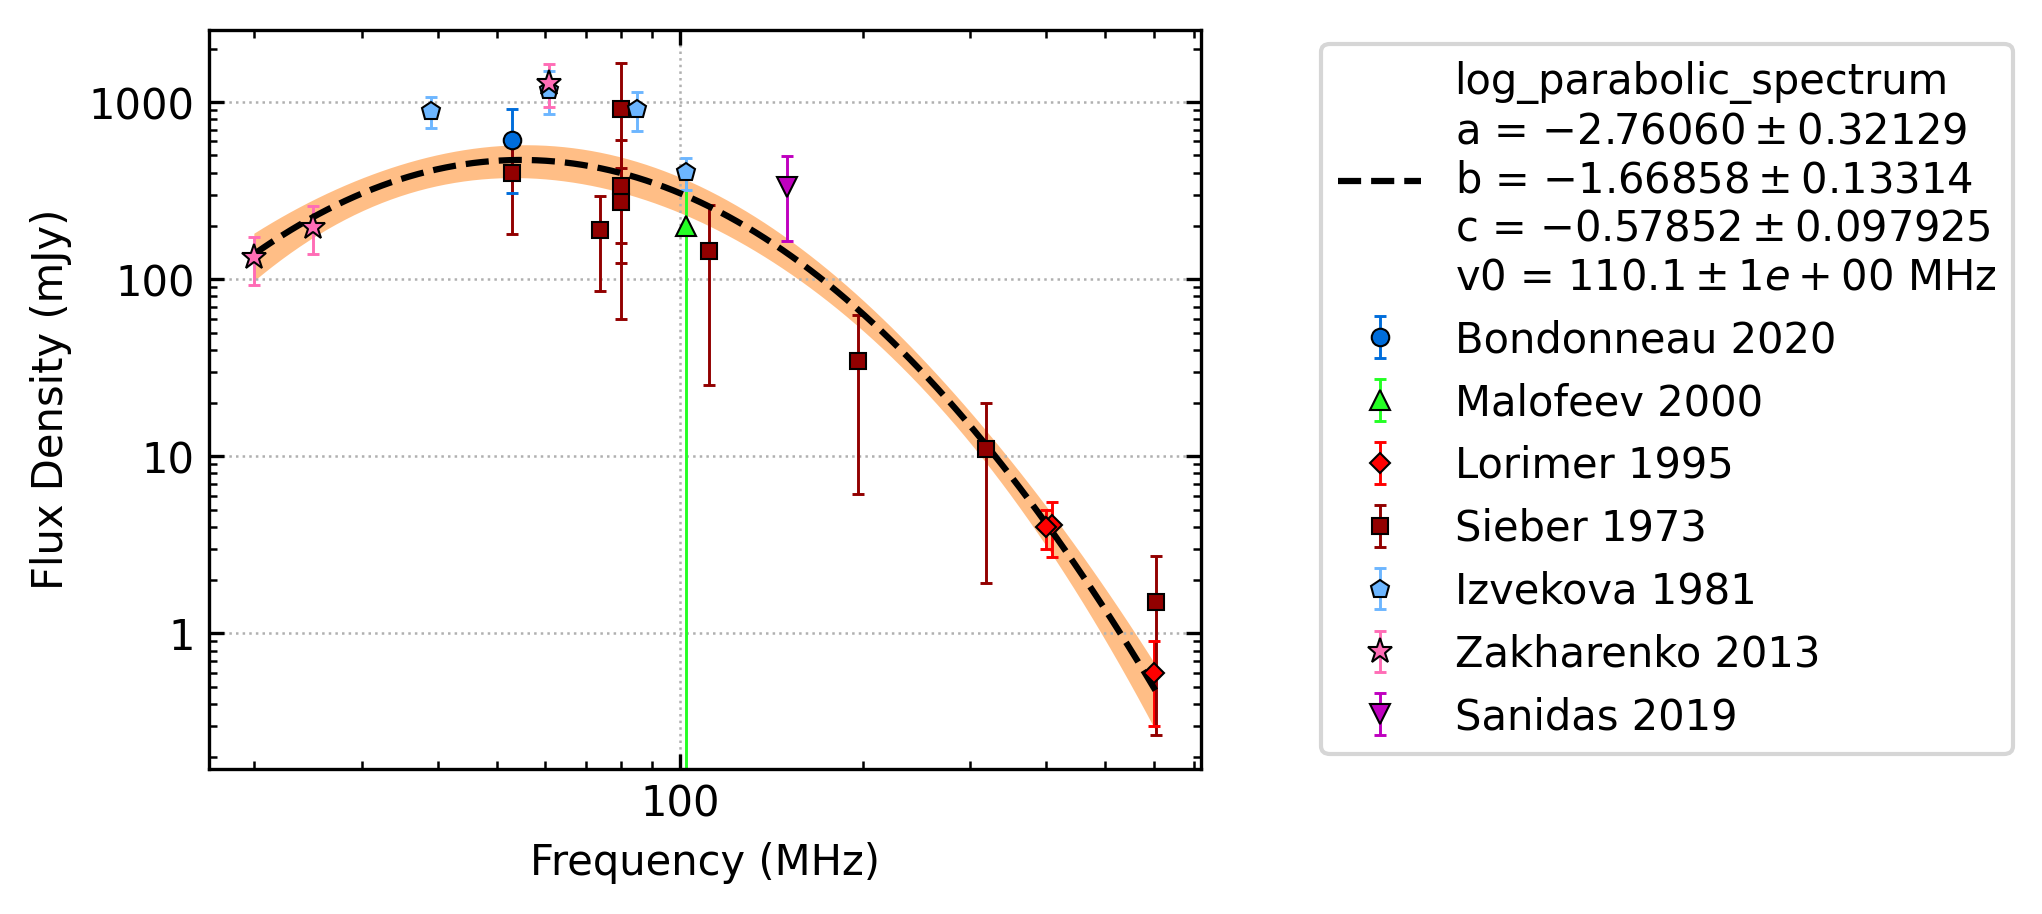 1000
100
10
1
Flux Density (mJy)
100
Frequency (MHz)
log_parabolic_spectrum
a = −2.76060 ± 0.32129
b = −1.66858 ± 0.13314
c = −0.57852 ± 0.097925
v0 = 110.1 ± 1e + 00 MHz
Bondonneau 2020
Malofeev 2000
Lorimer 1995
Sieber 1973
Izvekova 1981
Zakharenko 2013
Sanidas 2019